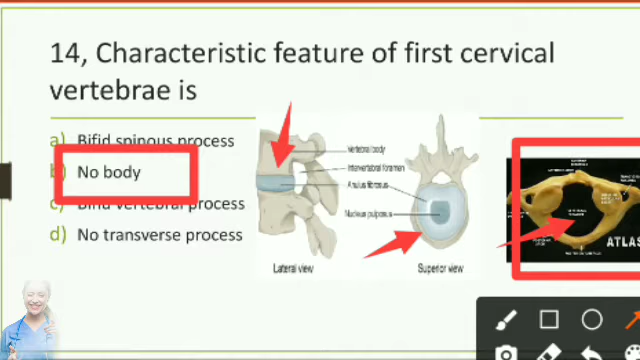 14, Characteristic feature of first cervical
vertebrae is
a) Bifid spinous process
b) No body
c) Bifid vertebral process
d) No transverse process
Vertebral body
Intervertebral foramen
Anulus fibrosus
Nucleus pulposus
Lateral view
Superior view
ATLAS